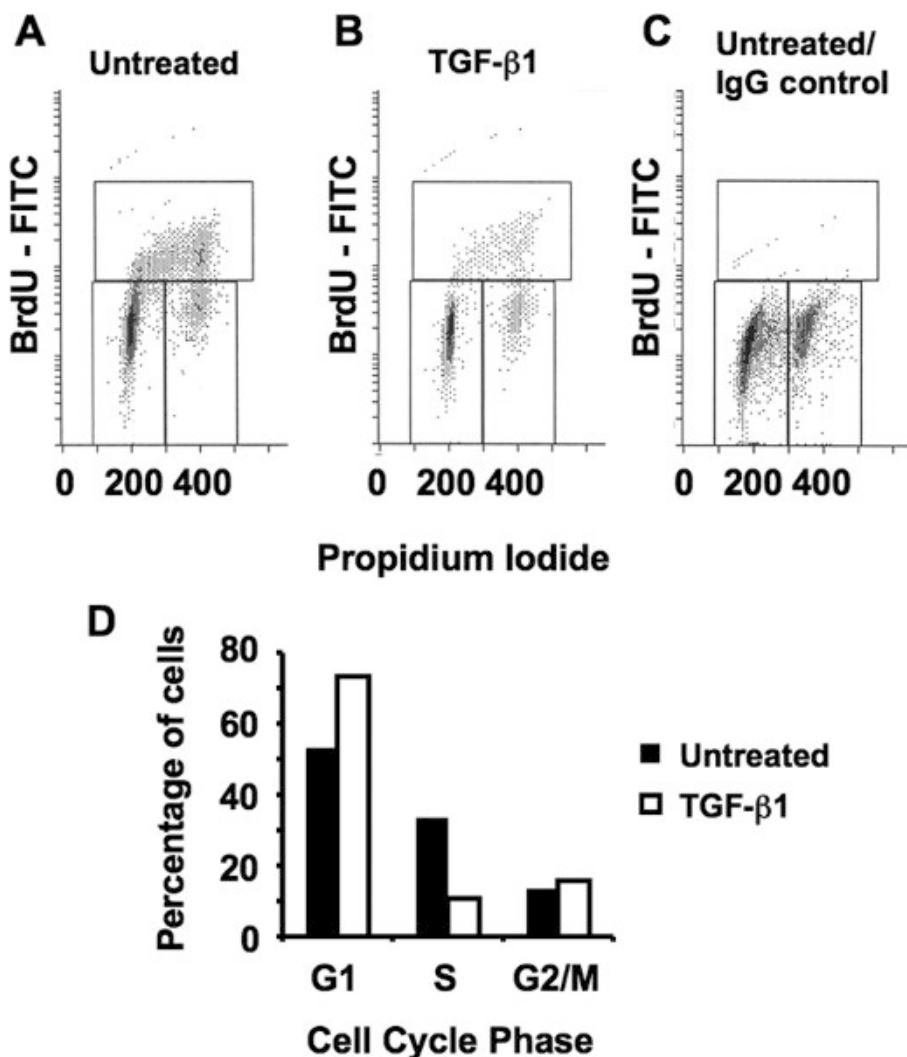 A
Untreated
B
TGF-β1
C
Untreated/
IgG control
BrdU - FITC
BrdU - FITC
BrdU - FITC
0 200 400
0 200 400
0 200 400
Propidium Iodide
D
Percentage of cells
80
60
40
20
0
G1 S G2/M
Cell Cycle Phase
Untreated
TGF-β1